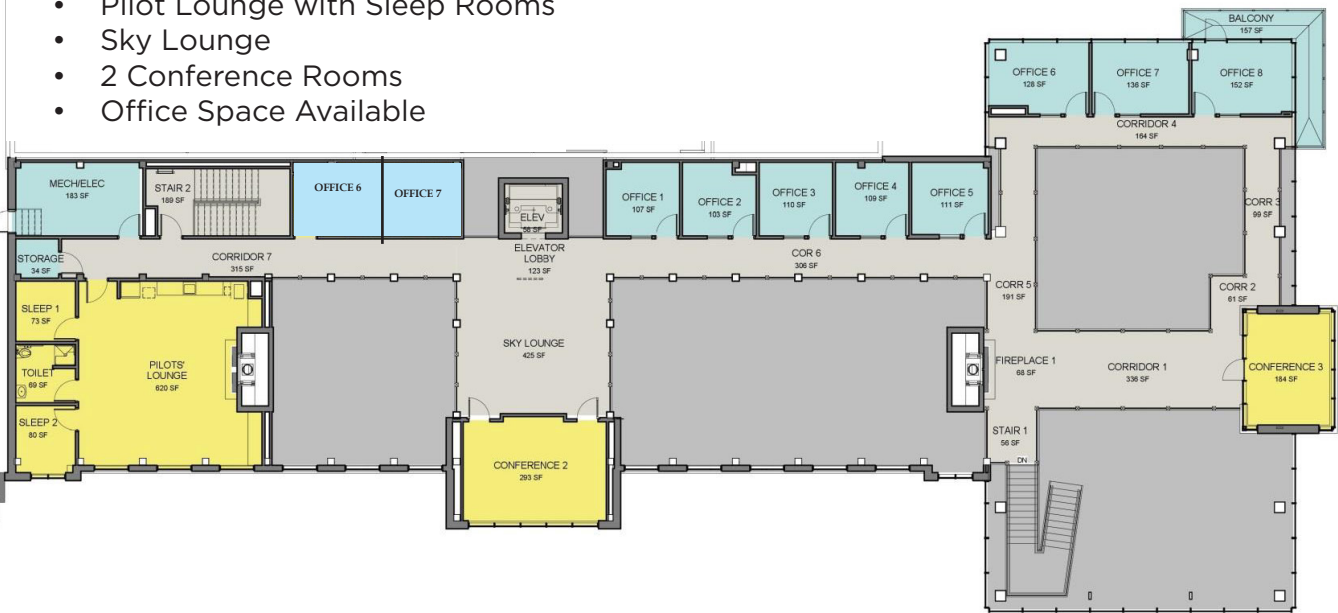 • Pilot Lounge with Sleep Rooms
• Sky Lounge
• 2 Conference Rooms
• Office Space Available
BALCONY
157 SF
OFFICE 6
128 SF
OFFICE 7
136 SF
OFFICE 8
152 SF
CORRIDOR 4
164 SF
MECH/ELEC
183 SF
STAIR 2
189 SF
OFFICE 6
OFFICE 7
ELEV
58 SF
OFFICE 1
107 SF
OFFICE 2
103 SF
OFFICE 3
110 SF
OFFICE 4
109 SF
OFFICE 5
111 SF
CORR 3
99 SF
STORAGE
34 SF
CORRIDOR 7
315 SF
ELEVATOR
LOBBY
123 SF
COR 6
306 SF
CORR 5
191 SF
CORR 2
61 SF
SLEEP 1
73 SF
SKY LOUNGE
425 SF
TOILET
69 SF
PILOTS'
LOUNGE
620 SF
FIREPLACE 1
68 SF
CORRIDOR 1
336 SF
CONFERENCE 3
184 SF
SLEEP 2
80 SF
STAIR 1
56 SF
DN
CONFERENCE 2
293 SF